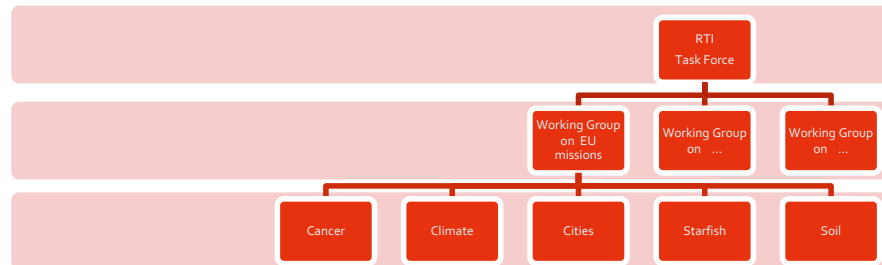 RTI
Task Force
Working Group
on EU
missions
Working Group
on ...
Working Group
on ...
Cancer
Climate
Cities
Starfish
Soil